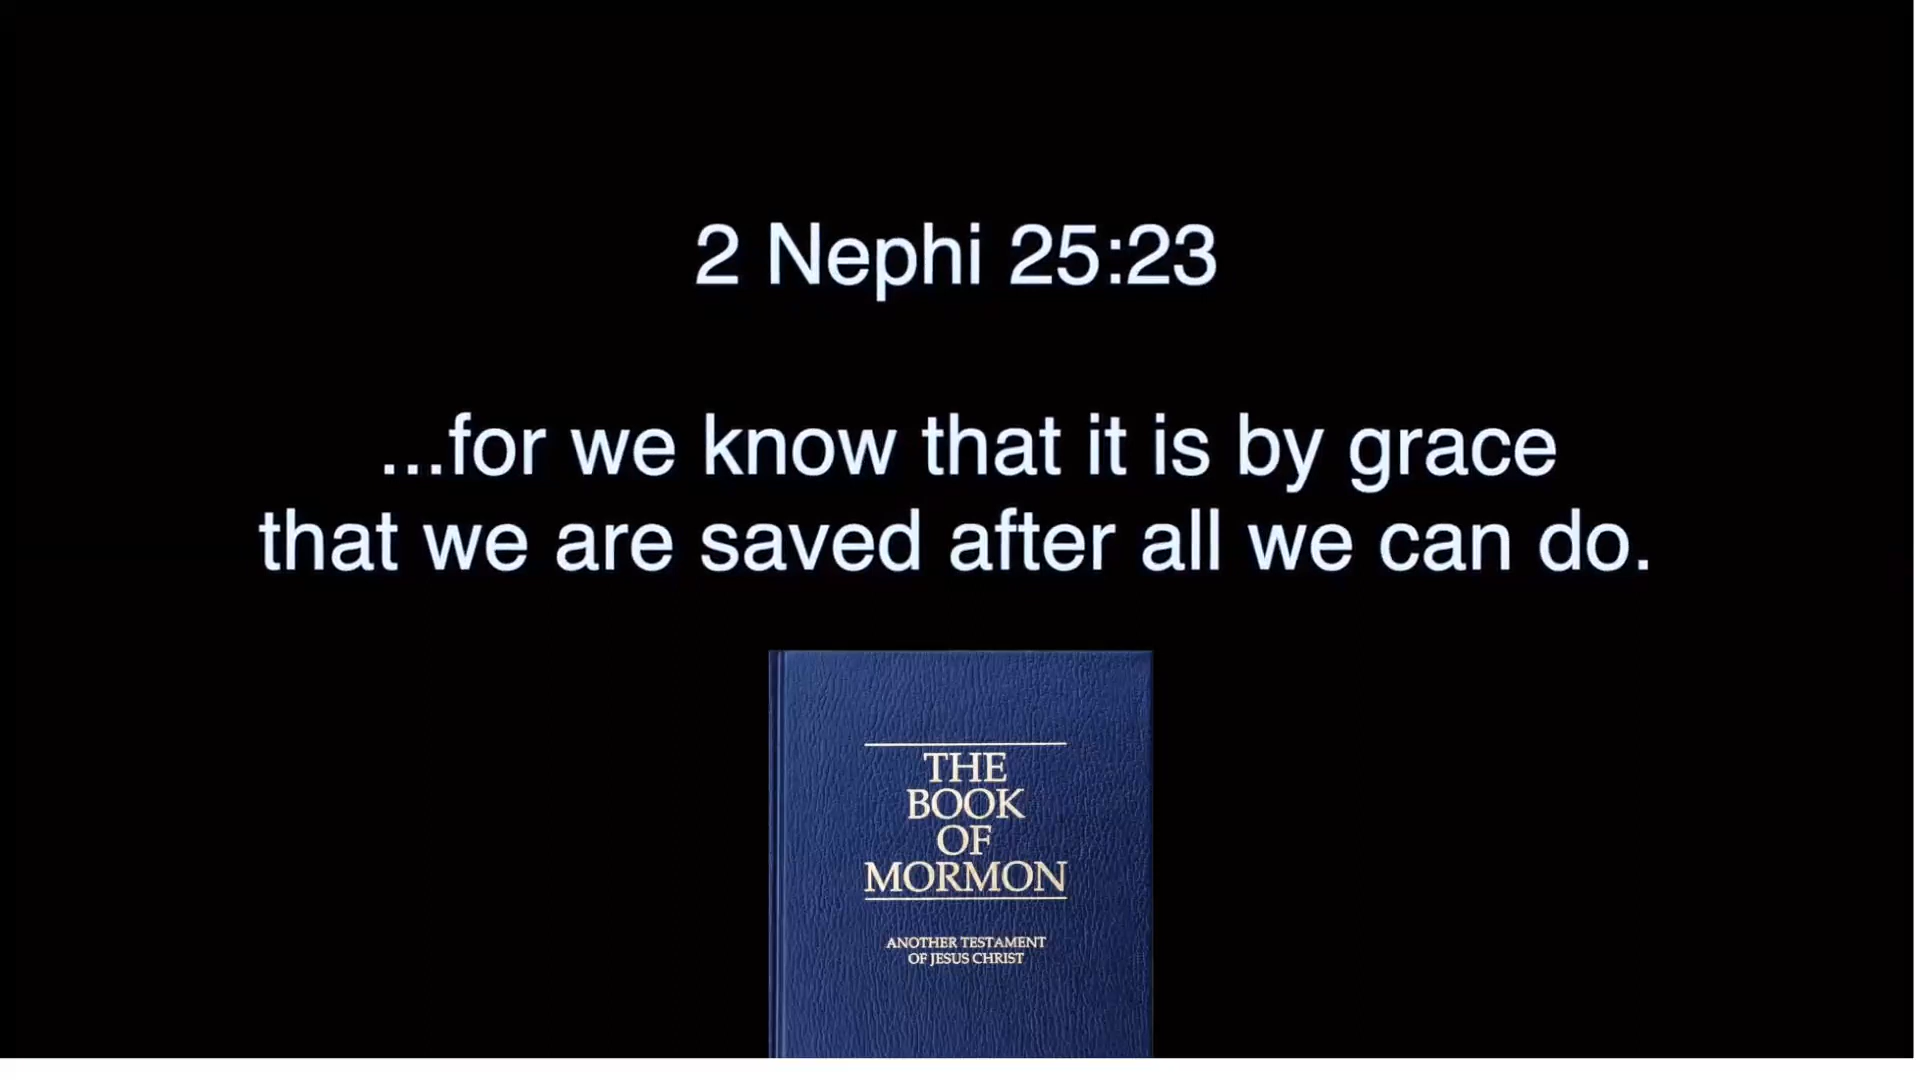 2 Nephi 25:23
...for we know that it is by grace
that we are saved after all we can do.
THE
BOOK
OF
MORMON
ANOTHER TESTAMENT
OF JESUS CHRIST